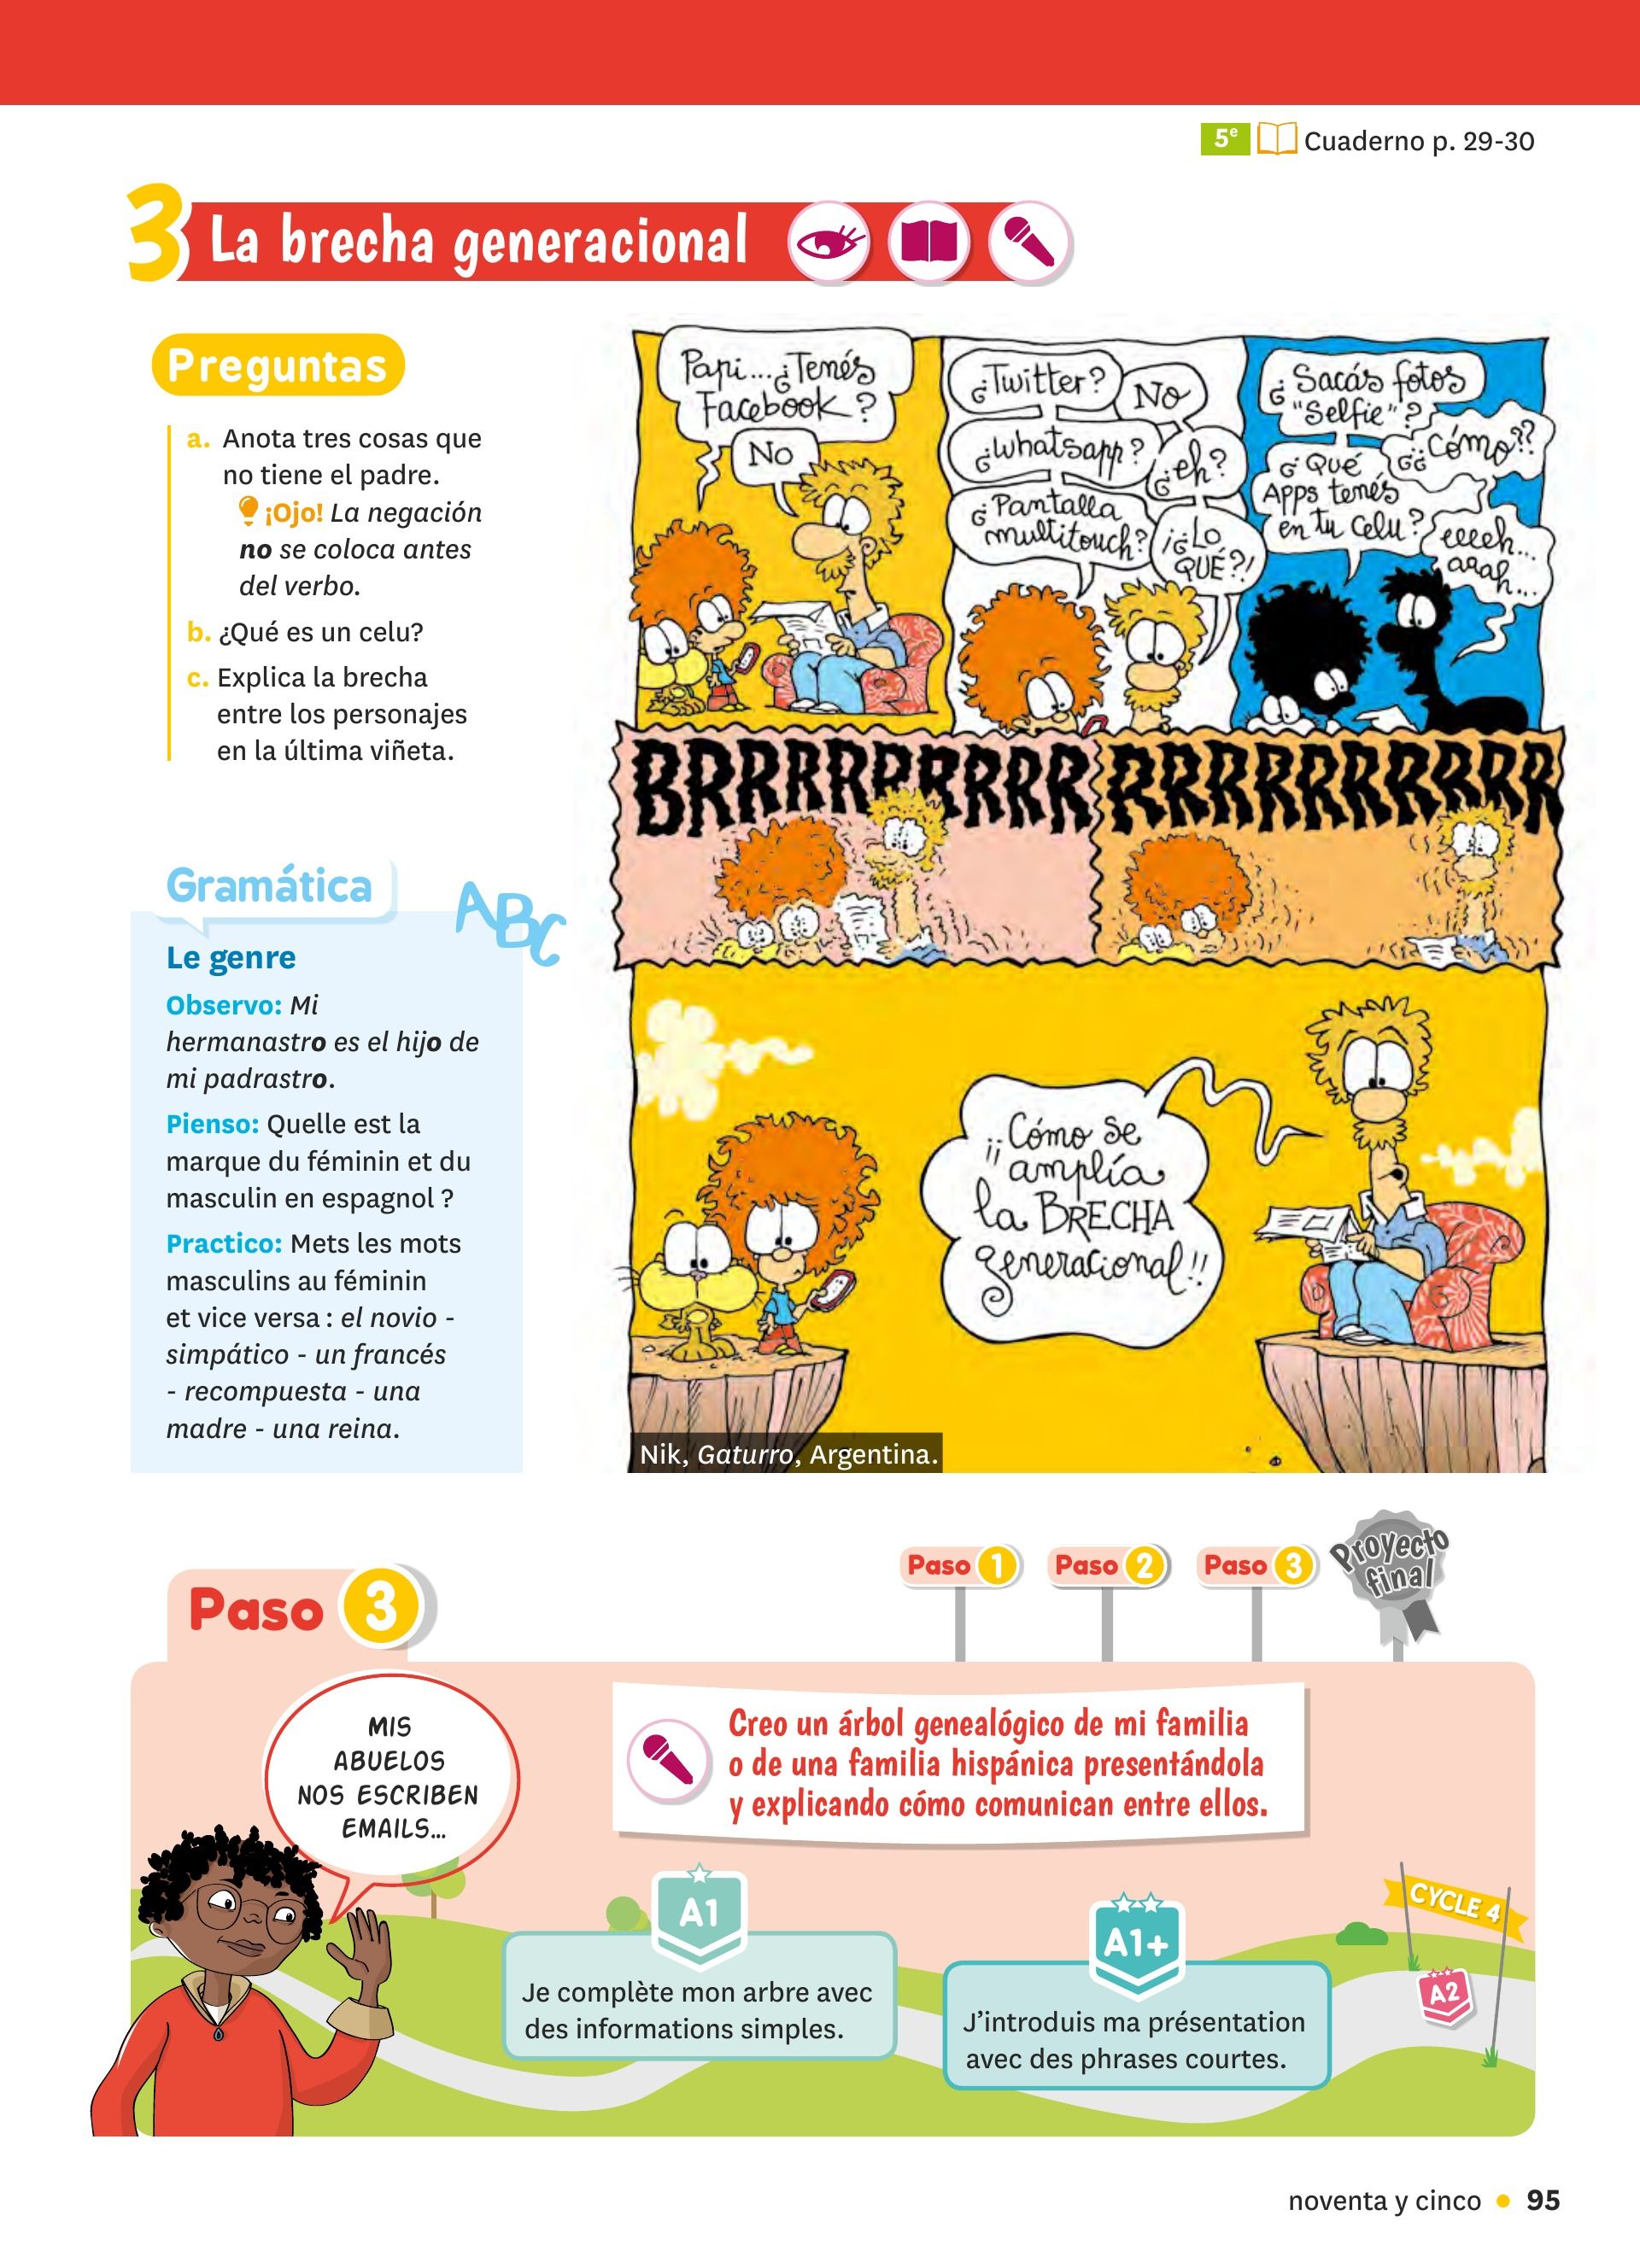 5e Cuaderno p. 29-30
3 La brecha generacional
Preguntas
a. Anota tres cosas que
no tiene el padre.
¡Ojo! La negación
no se coloca antes
del verbo.
b. ¿Qué es un celu?
c. Explica la brecha
entre los personajes
en la última viñeta.
Gramática
ABC
Le genre
Observo: Mi
hermanastro es el hijo de
mi padrastro.
Pienso: Quelle est la
marque du féminin et du
masculin en espagnol ?
Practico: Mets les mots
masculins au féminin
et vice versa : el novio -
simpático - un francés
- recompuesta - una
madre - una reina.
Papi... ¿Tenés
Facebook?
No
¿Twitter?
No
¿Whatsapp?
¿eh?
¿Pantalla
multitouch?
¡¿Lo
QUÉ?!
¿Sacás fotos
"Selfie"?
¿¿Cómo??
¿Qué
Apps tenés
en tu celu?
eeeeh...
aaah...
BRRRRRRRRRR
RRRRRRRRRRR
¡¡Cómo se
amplía
la BRECHA
generacional!!
Nik, Gaturro, Argentina.
Paso 3
Paso 1
Paso 2
Paso 3
Proyecto
final
MIS
ABUELOS
NOS ESCRIBEN
EMAILS...
Creo un árbol genealógico de mi familia
o de una familia hispánica presentándola
y explicando cómo comunican entre ellos.
A1
Je complète mon arbre avec
des informations simples.
A1+
J'introduis ma présentation
avec des phrases courtes.
CYCLE 4
A2
noventa y cinco • 95